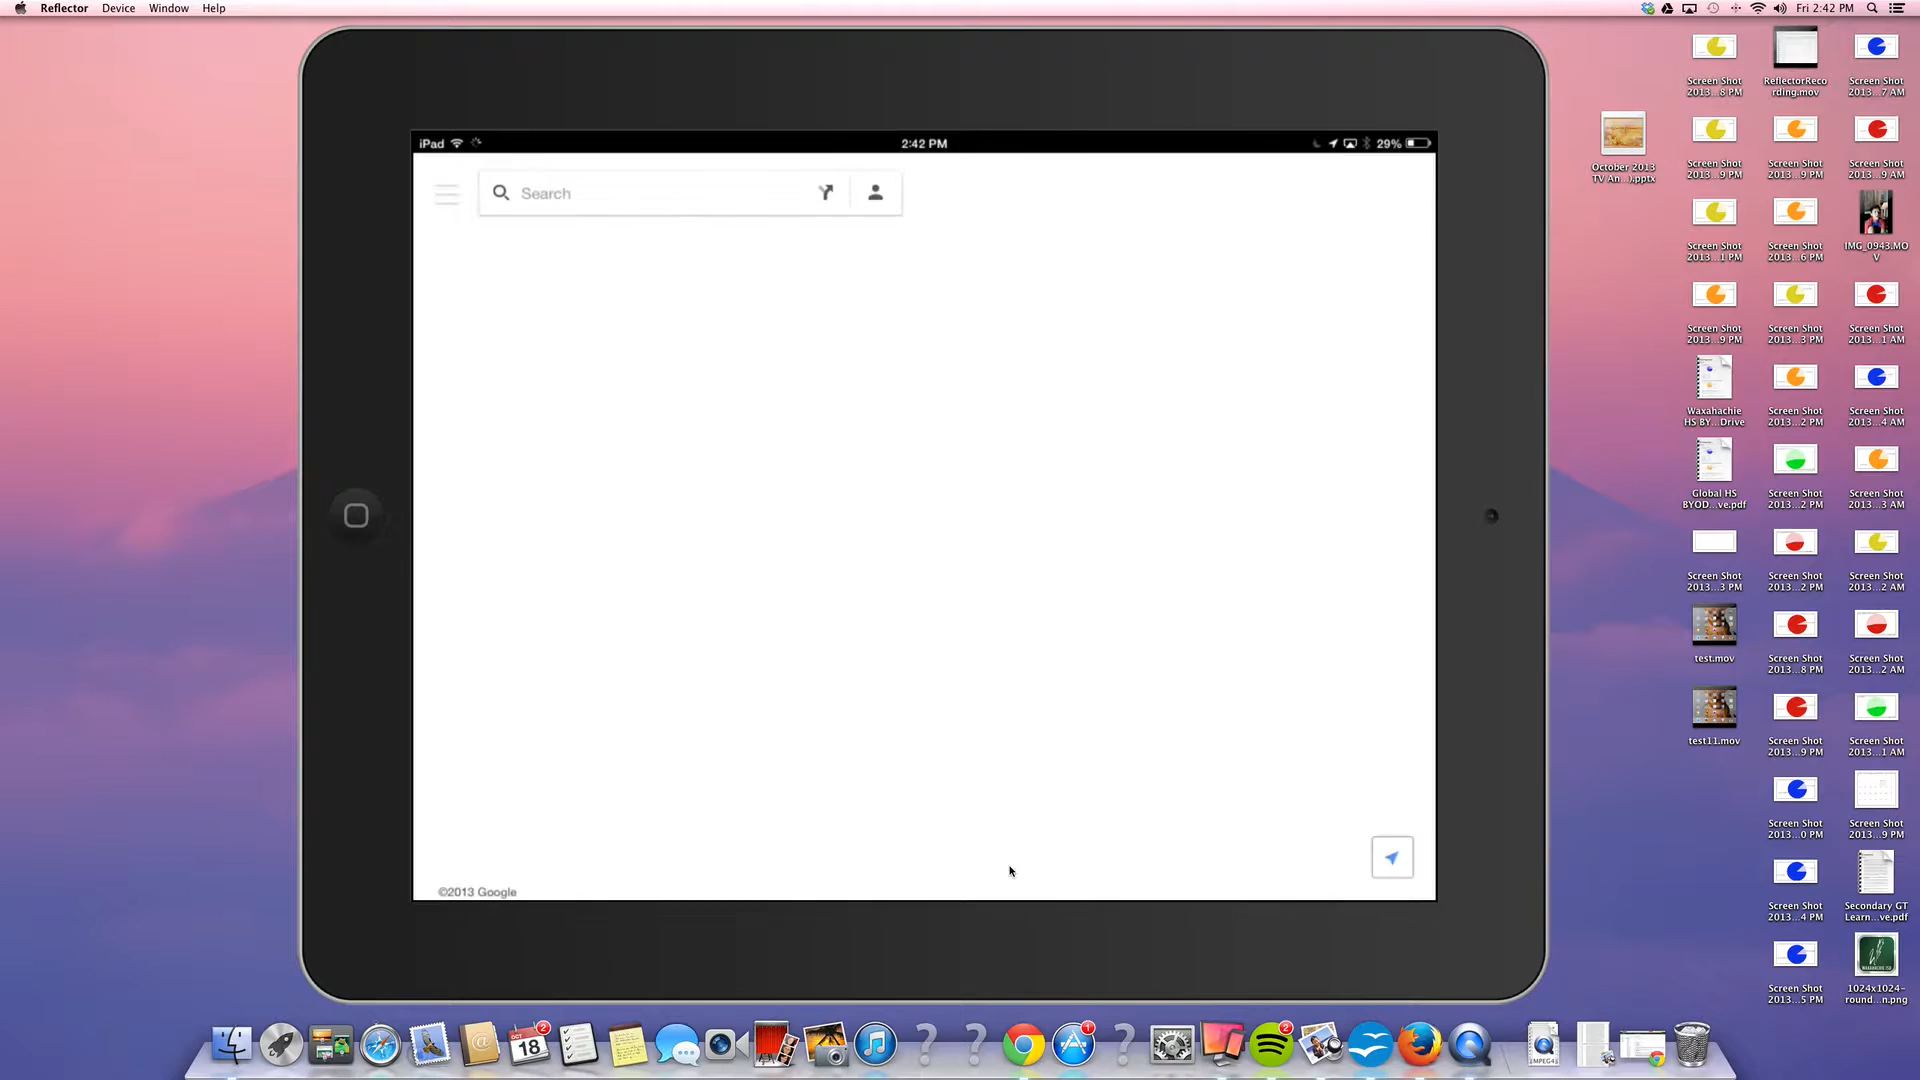 Reflector Device Window Help
Fri 2:42 PM
iPad 2:42 PM 29%
Search
©2013 Google
October 2013
TV An...).pptx
Screen Shot
2013...8 PM
ReflectorReco
rding.mov
Screen Shot
2013...7 AM
Screen Shot
2013...9 PM
Screen Shot
2013...9 PM
Screen Shot
2013...9 AM
Screen Shot
2013...1 PM
Screen Shot
2013...6 PM
IMG_0943.MO
V
Screen Shot
2013...9 PM
Screen Shot
2013...3 PM
Screen Shot
2013...1 AM
Waxahachie
HS BY...Drive
Screen Shot
2013...2 PM
Screen Shot
2013...4 AM
Global HS
BYOD...ve.pdf
Screen Shot
2013...2 PM
Screen Shot
2013...3 AM
Screen Shot
2013...3 PM
Screen Shot
2013...2 PM
Screen Shot
2013...2 AM
test.mov
Screen Shot
2013...8 PM
Screen Shot
2013...2 AM
test11.mov
Screen Shot
2013...9 PM
Screen Shot
2013...1 AM
Screen Shot
2013...0 PM
Screen Shot
2013...9 PM
Screen Shot
2013...4 PM
Secondary GT
Learn...ve.pdf
Screen Shot
2013...5 PM
1024x1024-
round...n.png
OCT
18
2
1
2
MPEG4